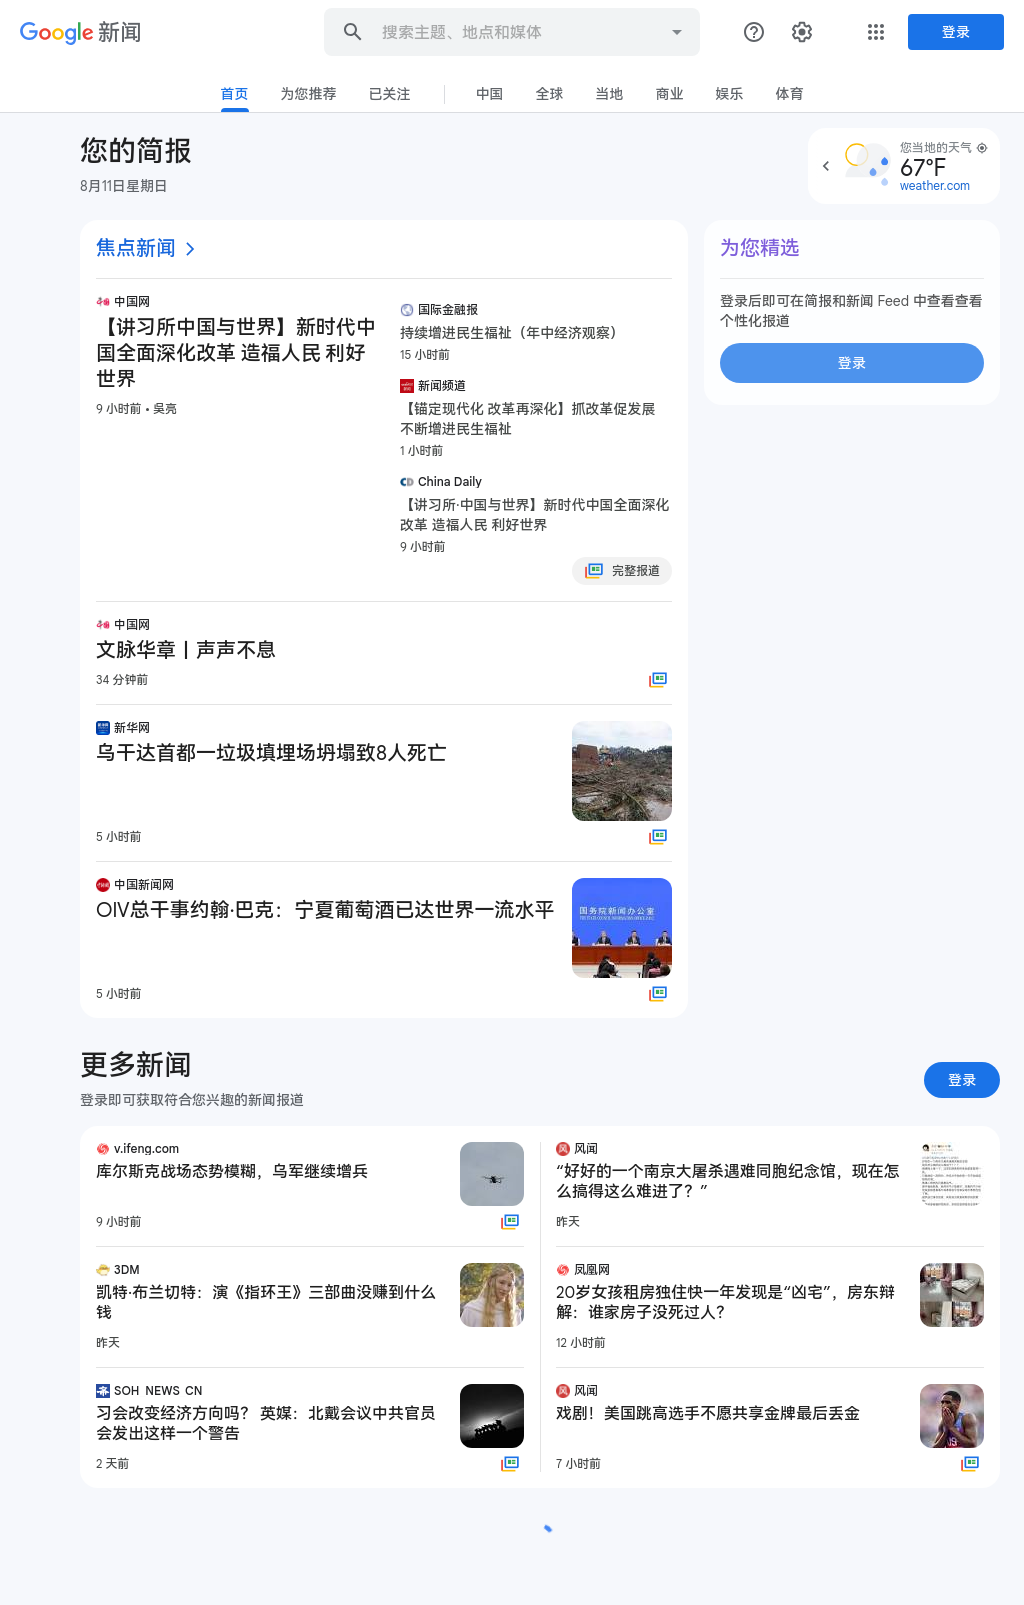 Google 新闻
搜索主题、地点和媒体
登录
首页
为您推荐
已关注
中国
全球
当地
商业
娱乐
体育
您的简报
8月11日星期日
您当地的天气
67°F
weather.com
焦点新闻
中国网
【讲习所中国与世界】新时代中
国全面深化改革 造福人民 利好
世界
9 小时前 • 吳亮
国际金融报
持续增进民生福祉（年中经济观察）
15 小时前
新闻频道
【锚定现代化 改革再深化】抓改革促发展
不断增进民生福祉
1 小时前
China Daily
【讲习所·中国与世界】新时代中国全面深化
改革 造福人民 利好世界
9 小时前
完整报道
中国网
文脉华章丨声声不息
34 分钟前
新华网
乌干达首都一垃圾填埋场坍塌致8人死亡
5 小时前
中国新闻网
OIV总干事约翰·巴克：宁夏葡萄酒已达世界一流水平
国务院新闻办公室
5 小时前
为您精选
登录后即可在简报和新闻 Feed 中查看查看
个性化报道
登录
更多新闻
登录即可获取符合您兴趣的新闻报道
登录
v.ifeng.com
库尔斯克战场态势模糊，乌军继续增兵
9 小时前
3DM
凯特·布兰切特：演《指环王》三部曲没赚到什么
钱
昨天
SOH_NEWS_CN
习会改变经济方向吗？ 英媒：北戴会议中共官员
会发出这样一个警告
2 天前
风闻
“好好的一个南京大屠杀遇难同胞纪念馆，现在怎
么搞得这么难进了？”
昨天
凤凰网
20岁女孩租房独住快一年发现是“凶宅”，房东辩
解：谁家房子没死过人？
12 小时前
风闻
戏剧！美国跳高选手不愿共享金牌最后丢金
7 小时前